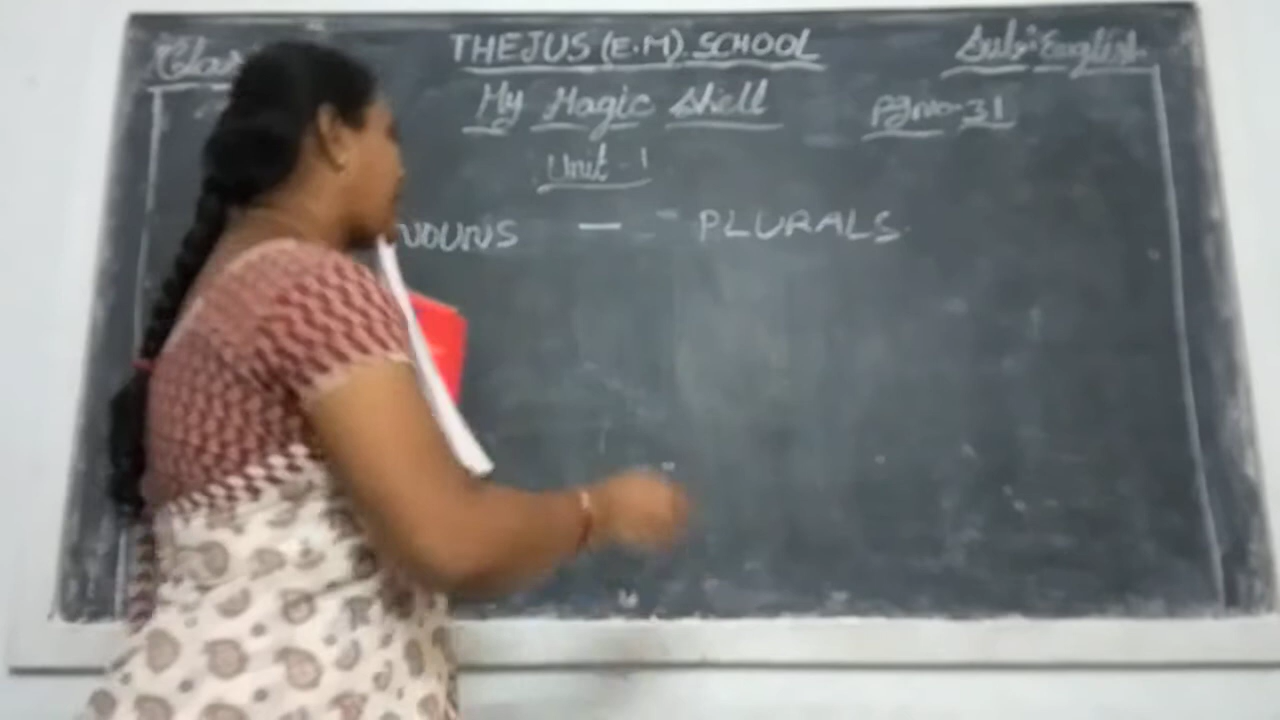 THEJUS (E.M) SCHOOL Sub: English
My Magic Shell Pg no-31
Unit - 1
NOUNS — PLURALS